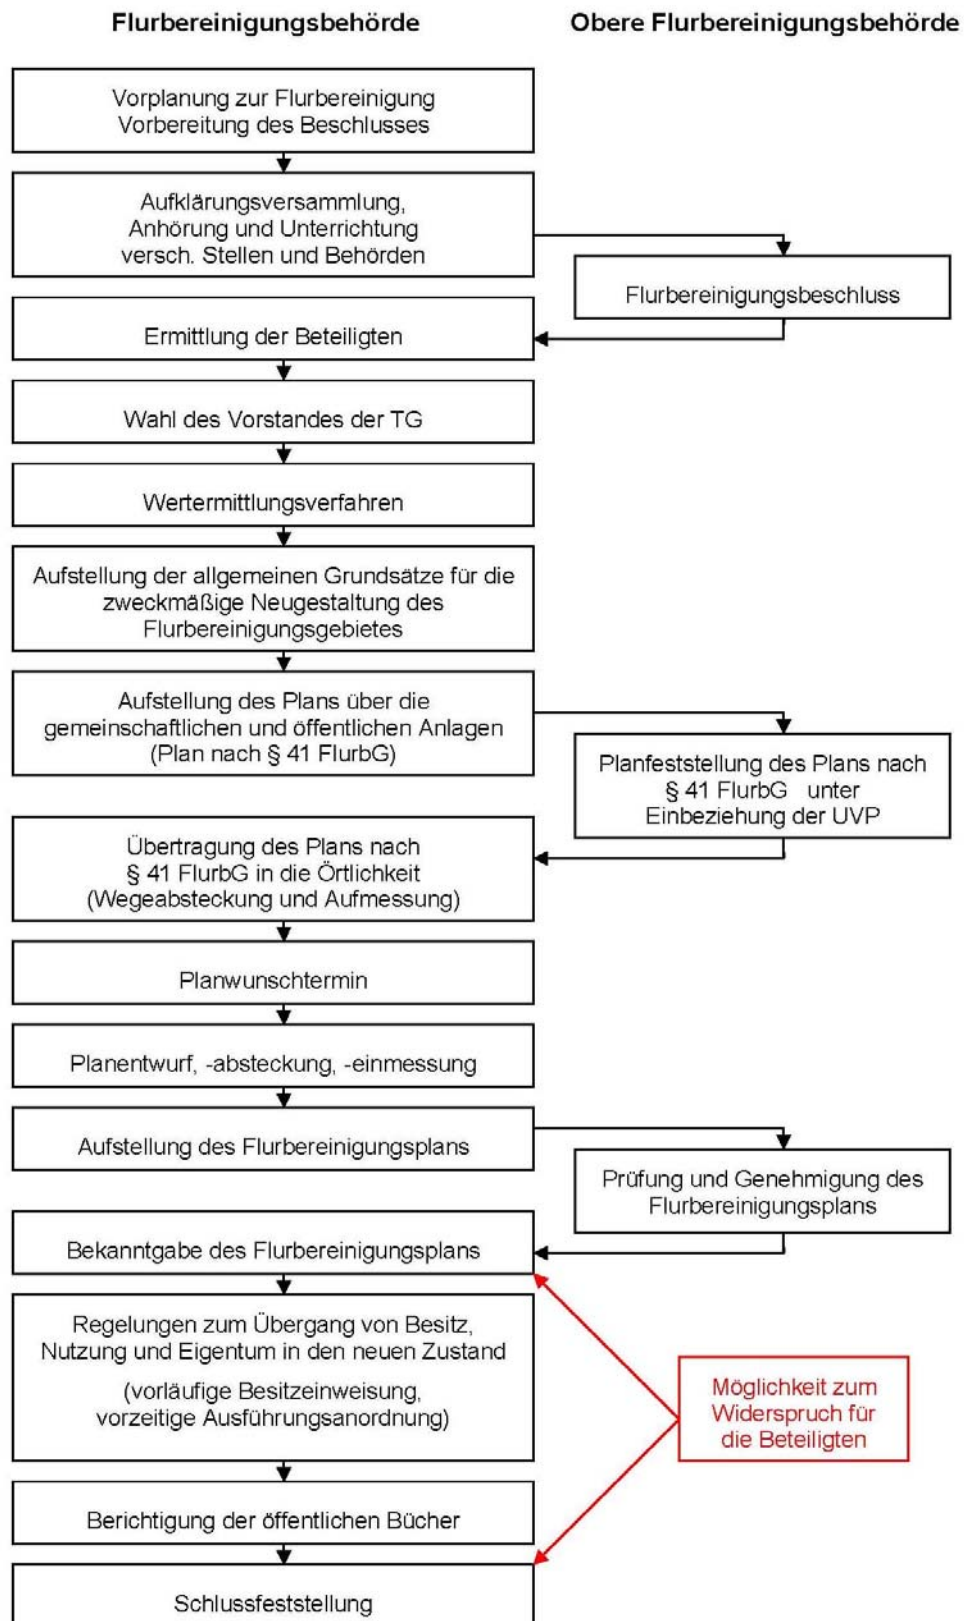 Flurbereinigungsbehörde
Obere Flurbereinigungsbehörde
Vorplanung zur Flurbereinigung
Vorbereitung des Beschlusses
Aufklärungsversammlung,
Anhörung und Unterrichtung
versch. Stellen und Behörden
Flurbereinigungsbeschluss
Ermittlung der Beteiligten
Wahl des Vorstandes der TG
Wertermittlungsverfahren
Aufstellung der allgemeinen Grundsätze für die
zweckmäßige Neugestaltung des
Flurbereinigungsgebietes
Aufstellung des Plans über die
gemeinschaftlichen und öffentlichen Anlagen
(Plan nach § 41 FlurbG)
Planfeststellung des Plans nach
§ 41 FlurbG unter
Einbeziehung der UVP
Übertragung des Plans nach
§ 41 FlurbG in die Örtlichkeit
(Wegeabsteckung und Aufmessung)
Planwunschtermin
Planentwurf, -absteckung, -einmessung
Aufstellung des Flurbereinigungsplans
Prüfung und Genehmigung des
Flurbereinigungsplans
Bekanntgabe des Flurbereinigungsplans
Regelungen zum Übergang von Besitz,
Nutzung und Eigentum in den neuen Zustand
(vorläufige Besitzeinweisung,
vorzeitige Ausführungsanordnung)
Möglichkeit zum
Widerspruch für
die Beteiligten
Berichtigung der öffentlichen Bücher
Schlussfeststellung